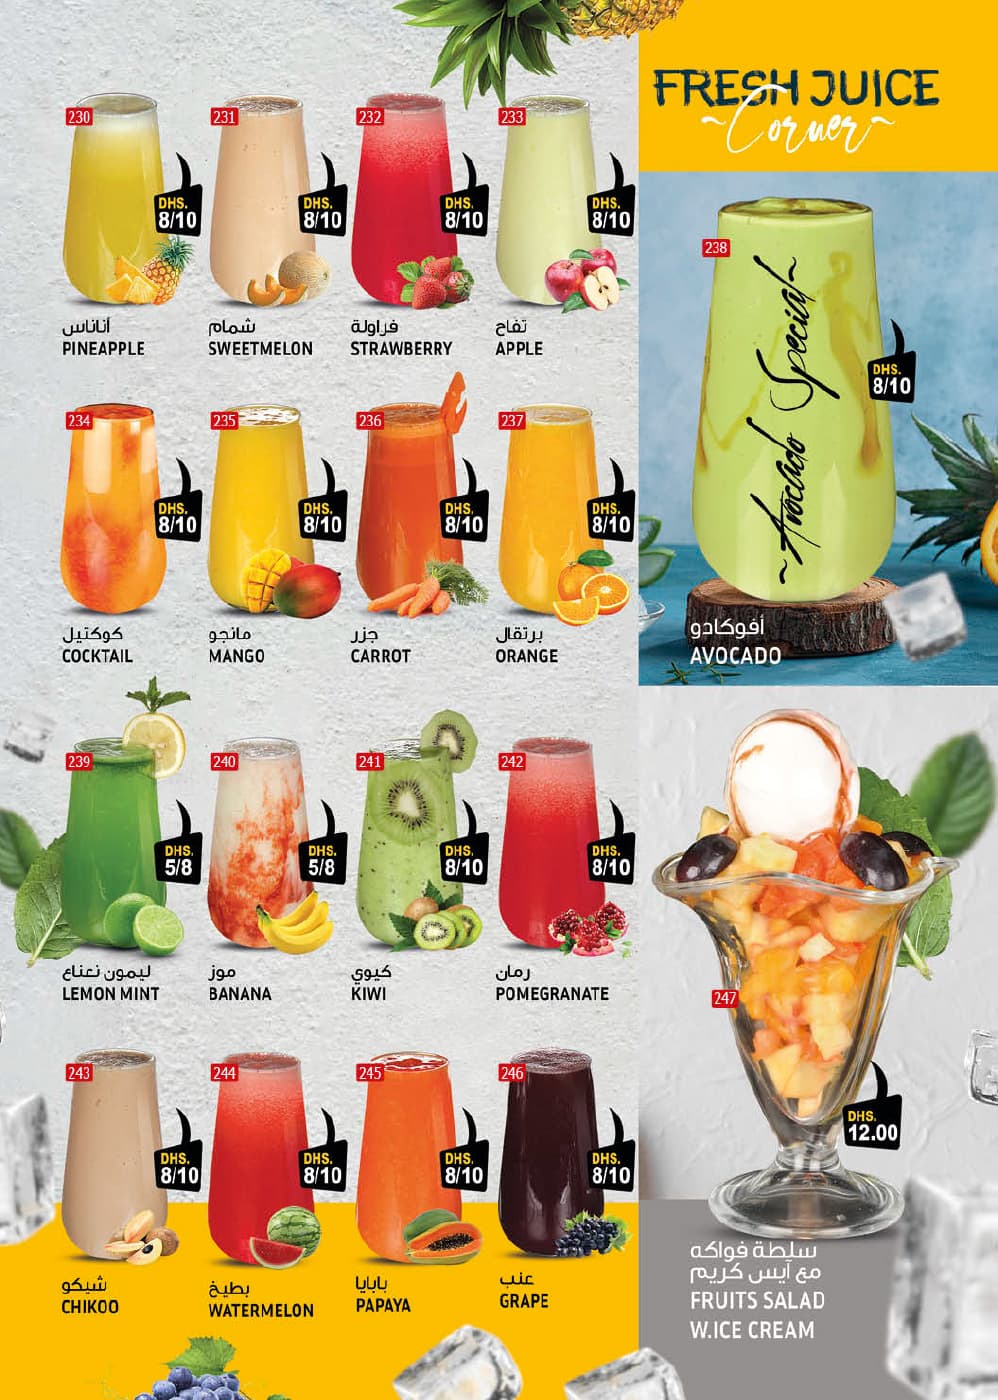 FRESH JUICE
~Corner~
230
DHS.
8/10
أناناس
PINEAPPLE
231
DHS.
8/10
شمام
SWEETMELON
232
DHS.
8/10
فراولة
STRAWBERRY
233
DHS.
8/10
تفاح
APPLE
234
DHS.
8/10
كوكتيل
COCKTAIL
235
DHS.
8/10
مانجو
MANGO
236
DHS.
8/10
جزر
CARROT
237
DHS.
8/10
برتقال
ORANGE
238
~Avocado Special~
DHS.
8/10
أفوكادو
AVOCADO
239
DHS.
5/8
ليمون نعناع
LEMON MINT
240
DHS.
5/8
موز
BANANA
241
DHS.
8/10
كيوي
KIWI
242
DHS.
8/10
رمان
POMEGRANATE
243
DHS.
8/10
شيكو
CHIKOO
244
DHS.
8/10
بطيخ
WATERMELON
245
DHS.
8/10
بابايا
PAPAYA
246
DHS.
8/10
عنب
GRAPE
247
DHS.
12.00
سلطة فواكه
مع آيس كريم
FRUITS SALAD
W.ICE CREAM